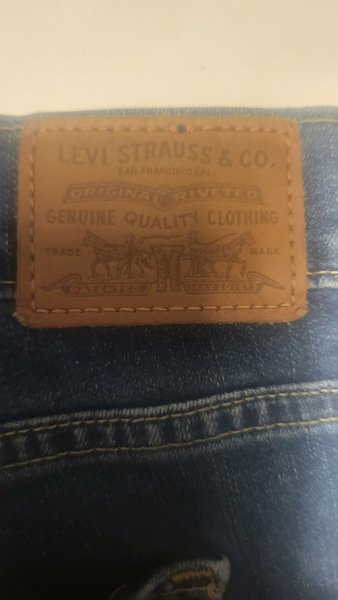 LEVI STRAUSS & CO.
SAN FRANCISCO, CAL.
ORIGINAL RIVETED
GENUINE QUALITY CLOTHING
TRADE MARK
PATENTED MAY 20 1873